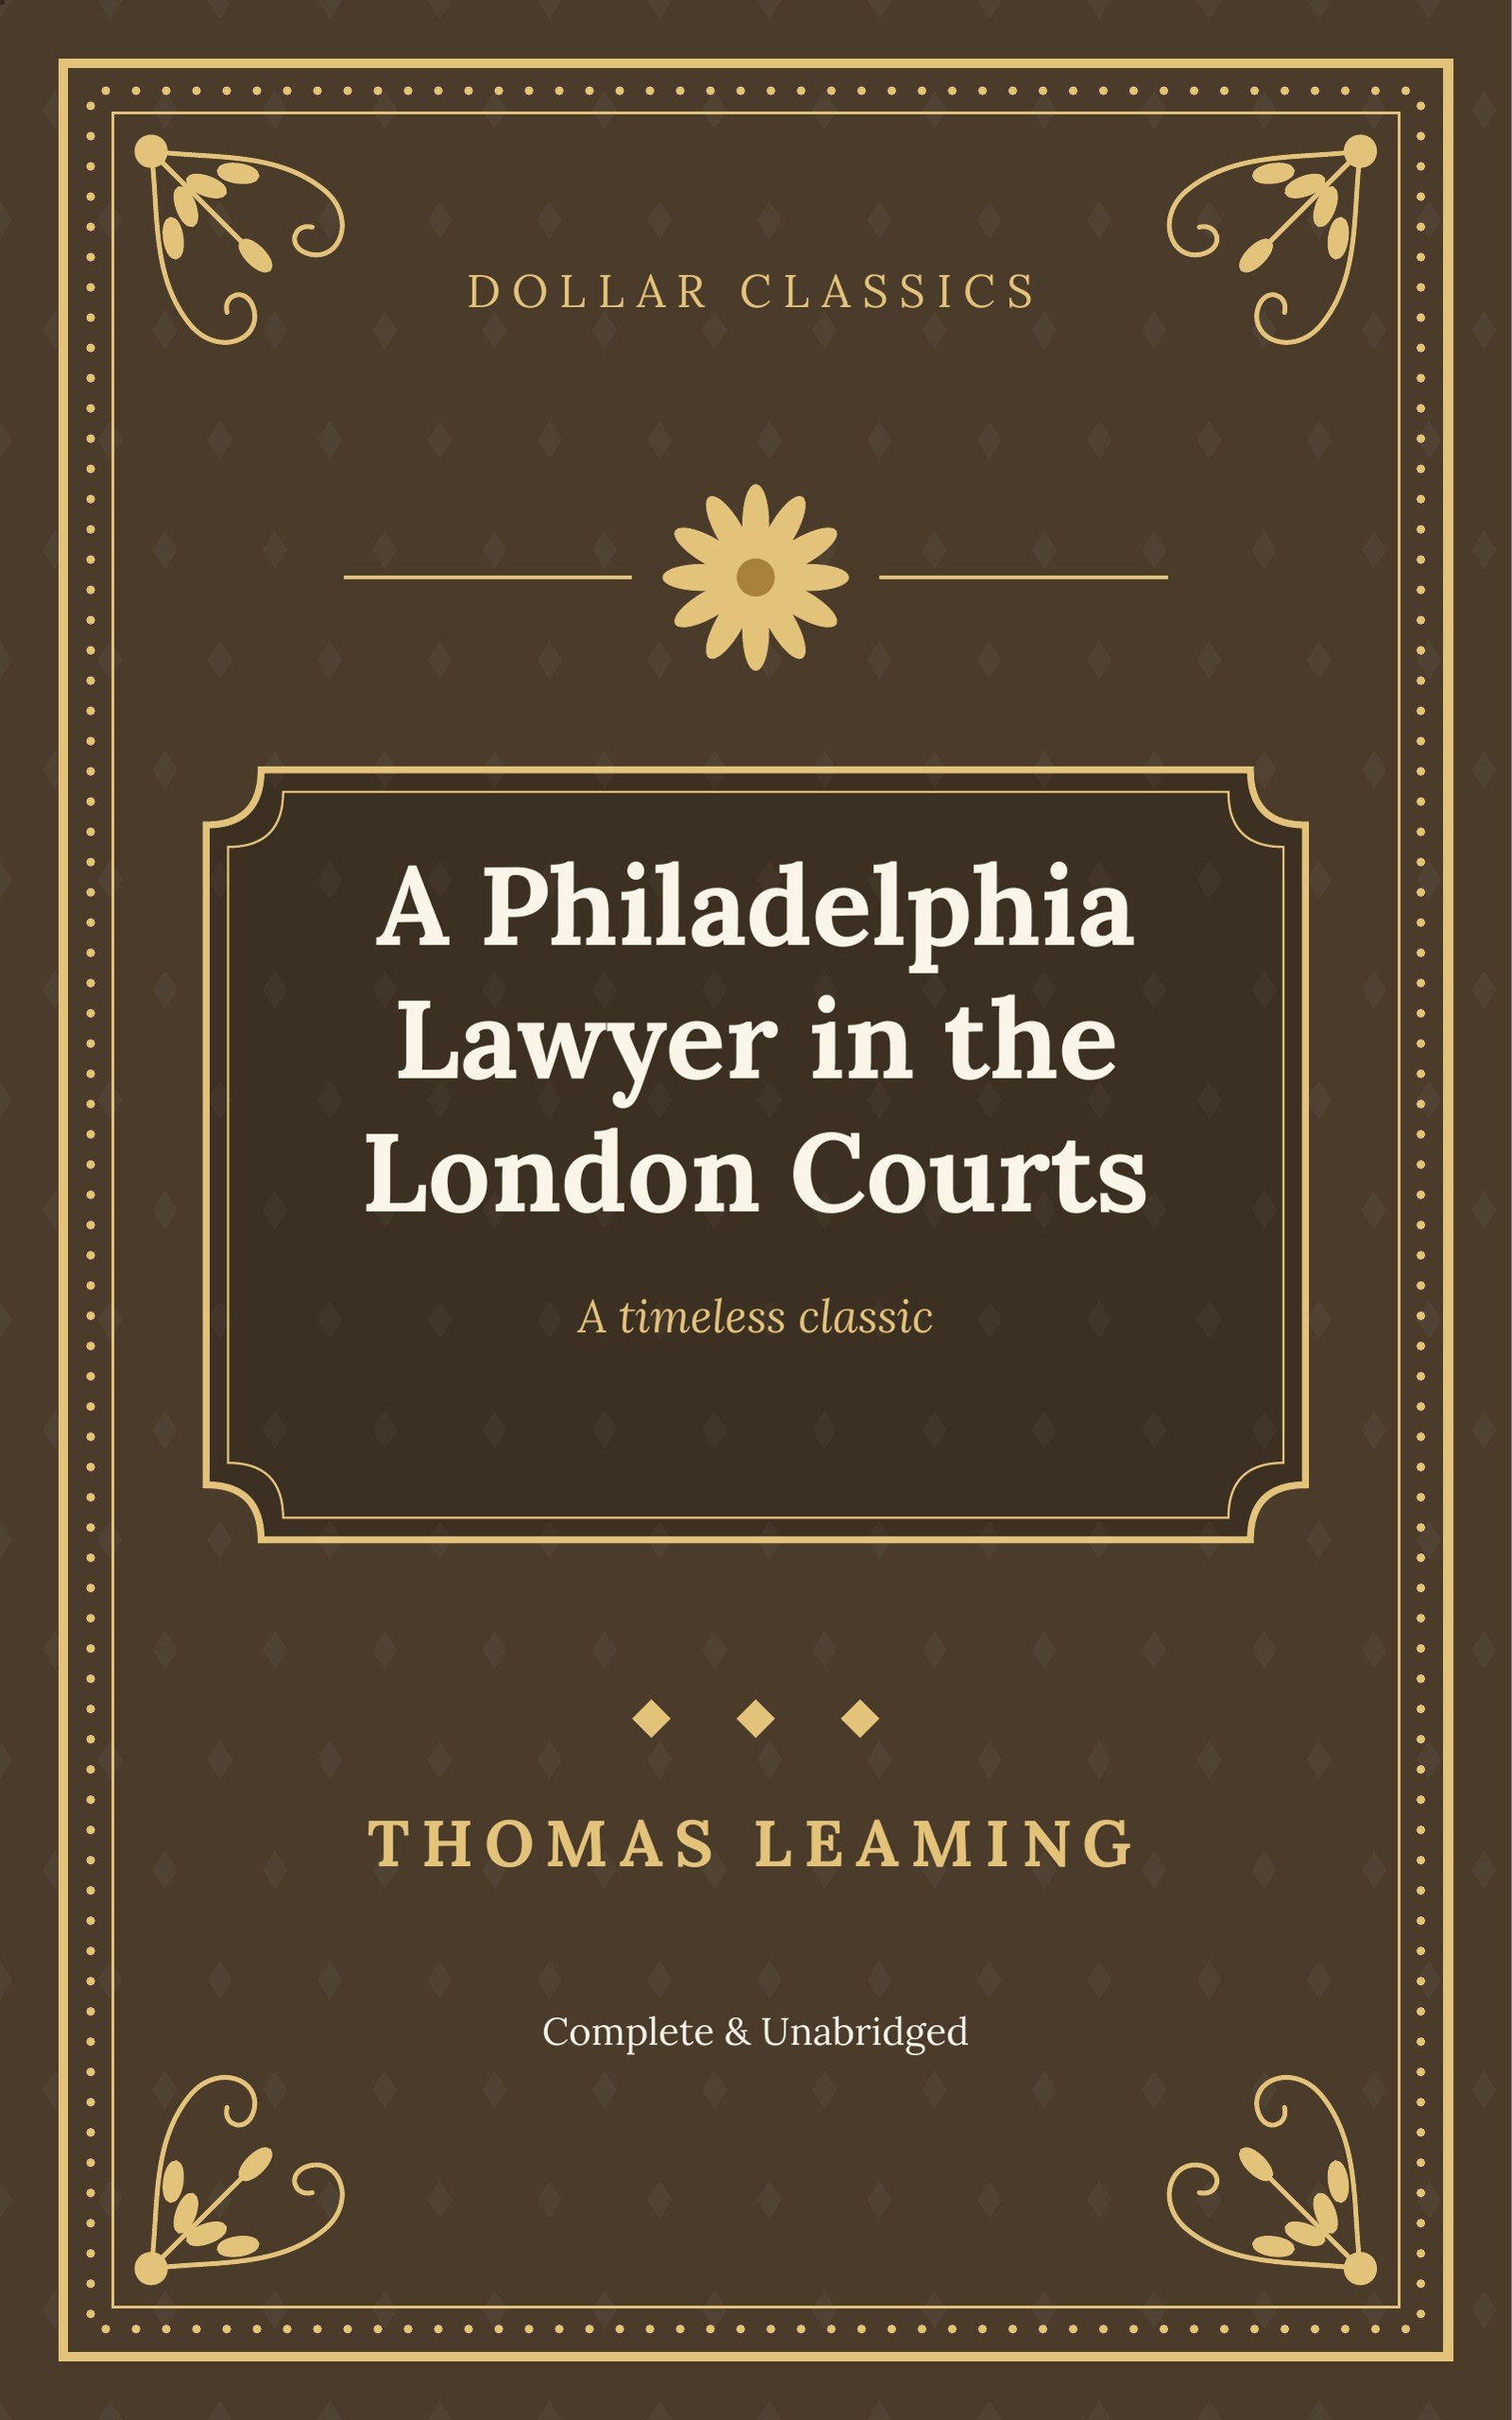 DOLLAR CLASSICS
A Philadelphia
Lawyer in the
London Courts
A timeless classic
THOMAS LEAMING
Complete & Unabridged